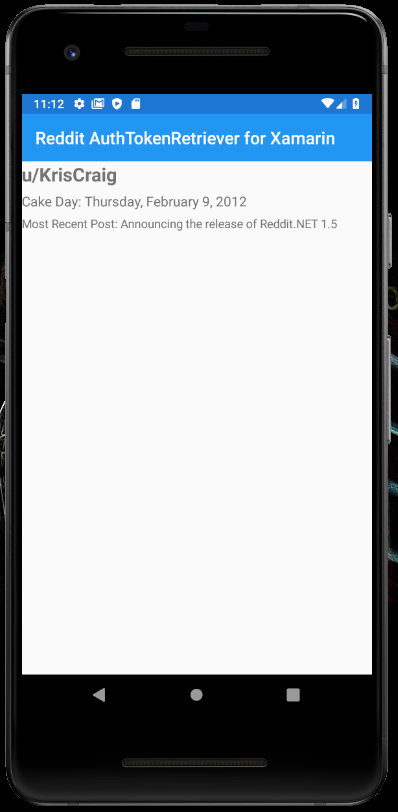 11:12
Reddit AuthTokenRetriever for Xamarin
u/KrisCraig
Cake Day: Thursday, February 9, 2012
Most Recent Post: Announcing the release of Reddit.NET 1.5